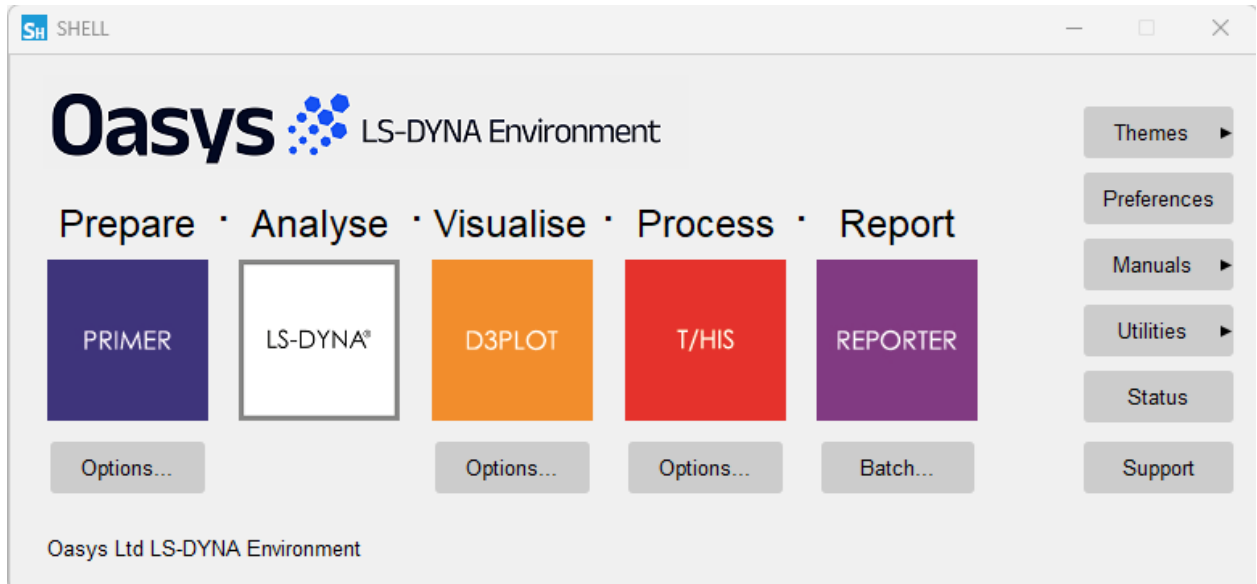 SH SHELL
Oasys LS-DYNA Environment
Themes
Preferences
Manuals
Utilities
Status
Support
Prepare · Analyse · Visualise · Process · Report
PRIMER LS-DYNA® D3PLOT T/HIS REPORTER
Options... Options... Options... Batch...
Oasys Ltd LS-DYNA Environment